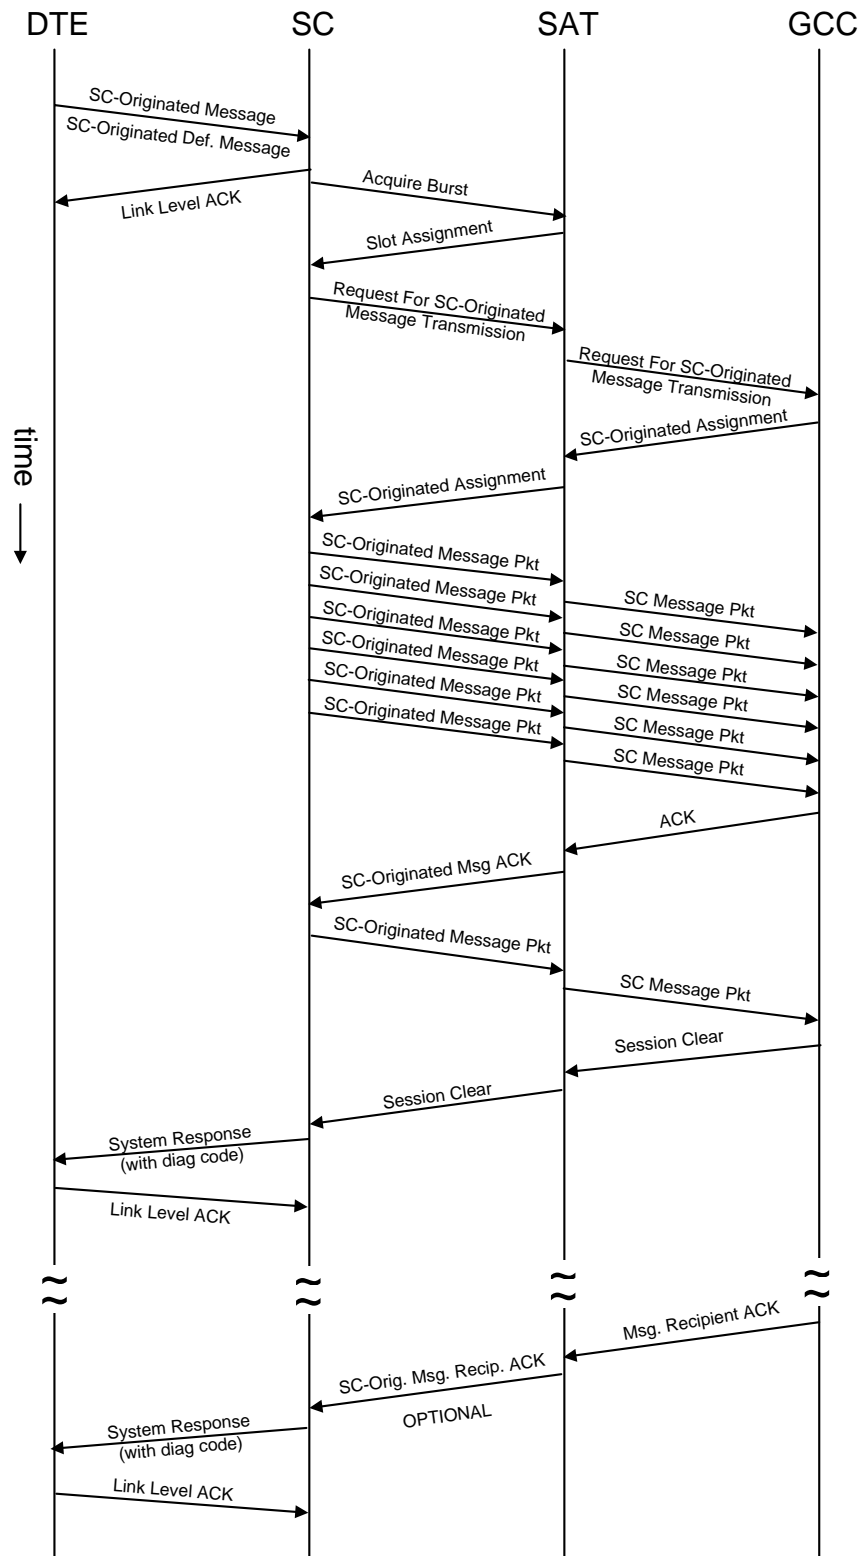 DTE
SC
SAT
GCC
SC-Originated Message
SC-Originated Def. Message
Link Level ACK
Acquire Burst
Slot Assignment
Request For SC-Originated
Message Transmission
Request For SC-Originated
Message Transmission
SC-Originated Assignment
time
SC-Originated Assignment
SC-Originated Message Pkt
SC-Originated Message Pkt
SC Message Pkt
SC-Originated Message Pkt
SC Message Pkt
SC-Originated Message Pkt
SC Message Pkt
SC-Originated Message Pkt
SC Message Pkt
SC-Originated Message Pkt
SC Message Pkt
SC Message Pkt
ACK
SC-Originated Msg ACK
SC-Originated Message Pkt
SC Message Pkt
Session Clear
Session Clear
System Response
(with diag code)
Link Level ACK
Msg. Recipient ACK
SC-Orig. Msg. Recip. ACK
OPTIONAL
System Response
(with diag code)
Link Level ACK